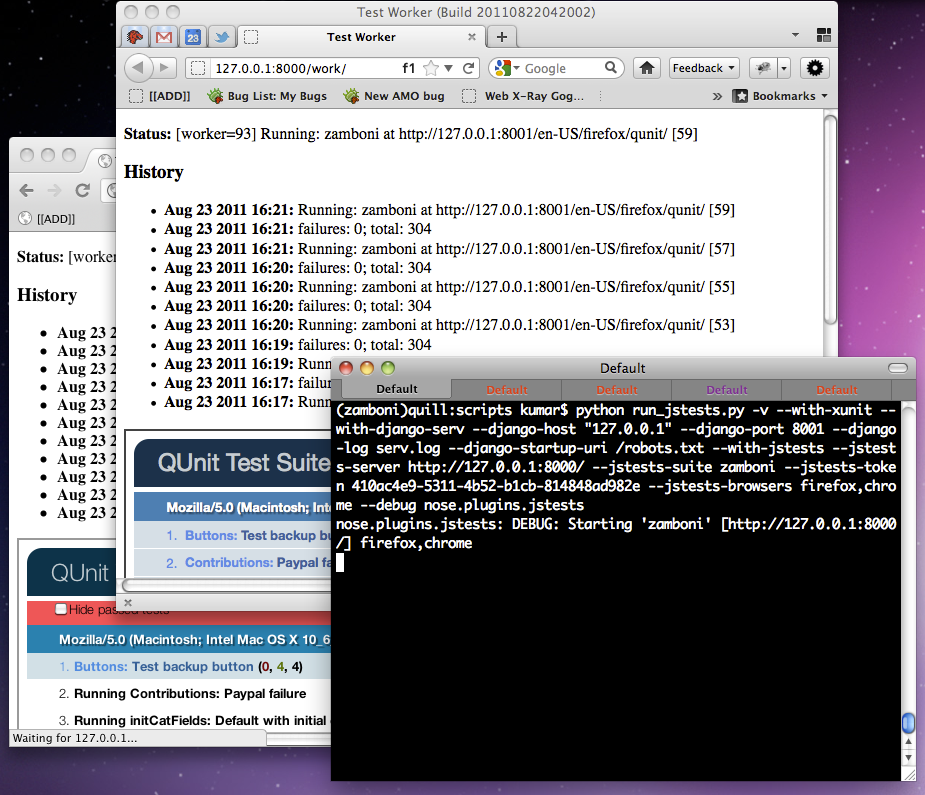 Test Worker (Build 20110822042002)
23
Test Worker
127.0.0.1:8000/work/
f1
Google
Feedback
[[ADD]]
Bug List: My Bugs
New AMO bug
Web X-Ray Gog...
»
Bookmarks
Status: [worker=93] Running: zamboni at http://127.0.0.1:8001/en-US/firefox/qunit/ [59]
History
• Aug 23 2011 16:21: Running: zamboni at http://127.0.0.1:8001/en-US/firefox/qunit/ [59]
• Aug 23 2011 16:21: failures: 0; total: 304
• Aug 23 2011 16:21: Running: zamboni at http://127.0.0.1:8001/en-US/firefox/qunit/ [57]
• Aug 23 2011 16:20: failures: 0; total: 304
• Aug 23 2011 16:20: Running: zamboni at http://127.0.0.1:8001/en-US/firefox/qunit/ [55]
• Aug 23 2011 16:20: failures: 0; total: 304
• Aug 23 2011 16:20: Running: zamboni at http://127.0.0.1:8001/en-US/firefox/qunit/ [53]
• Aug 23 2011 16:19: failures: 0; total: 304
• Aug 23 2011 16:19: Runn
• Aug 23 2011 16:17: failur
• Aug 23 2011 16:17: Runn
QUnit Test Suite
Mozilla/5.0 (Macintosh; Inte
1. Buttons: Test backup bu
2. Contributions: Paypal fa
[[ADD]]
Status: [worker
History
• Aug 23 2
• Aug 23 2
• Aug 23 2
• Aug 23 2
• Aug 23 2
• Aug 23 2
• Aug 23 2
• Aug 23 2
• Aug 23 2
• Aug 23 2
• Aug 23 2
QUnit
Hide passed tests
Mozilla/5.0 (Macintosh; Intel Mac OS X 10_6
1. Buttons: Test backup button (0, 4, 4)
2. Running Contributions: Paypal failure
3. Running initCatFields: Default with initial
Waiting for 127.0.0.1...
Default
Default Default Default Default Default
(zamboni)quill:scripts kumar$ python run_jstests.py -v --with-xunit --
with-django-serv --django-host "127.0.0.1" --django-port 8001 --django
-log serv.log --django-startup-uri /robots.txt --with-jstests --jstest
s-server http://127.0.0.1:8000/ --jstests-suite zamboni --jstests-toke
n 410ac4e9-5311-4b52-b1cb-814848ad982e --jstests-browsers firefox,chro
me --debug nose.plugins.jstests
nose.plugins.jstests: DEBUG: Starting 'zamboni' [http://127.0.0.1:8000
/] firefox,chrome